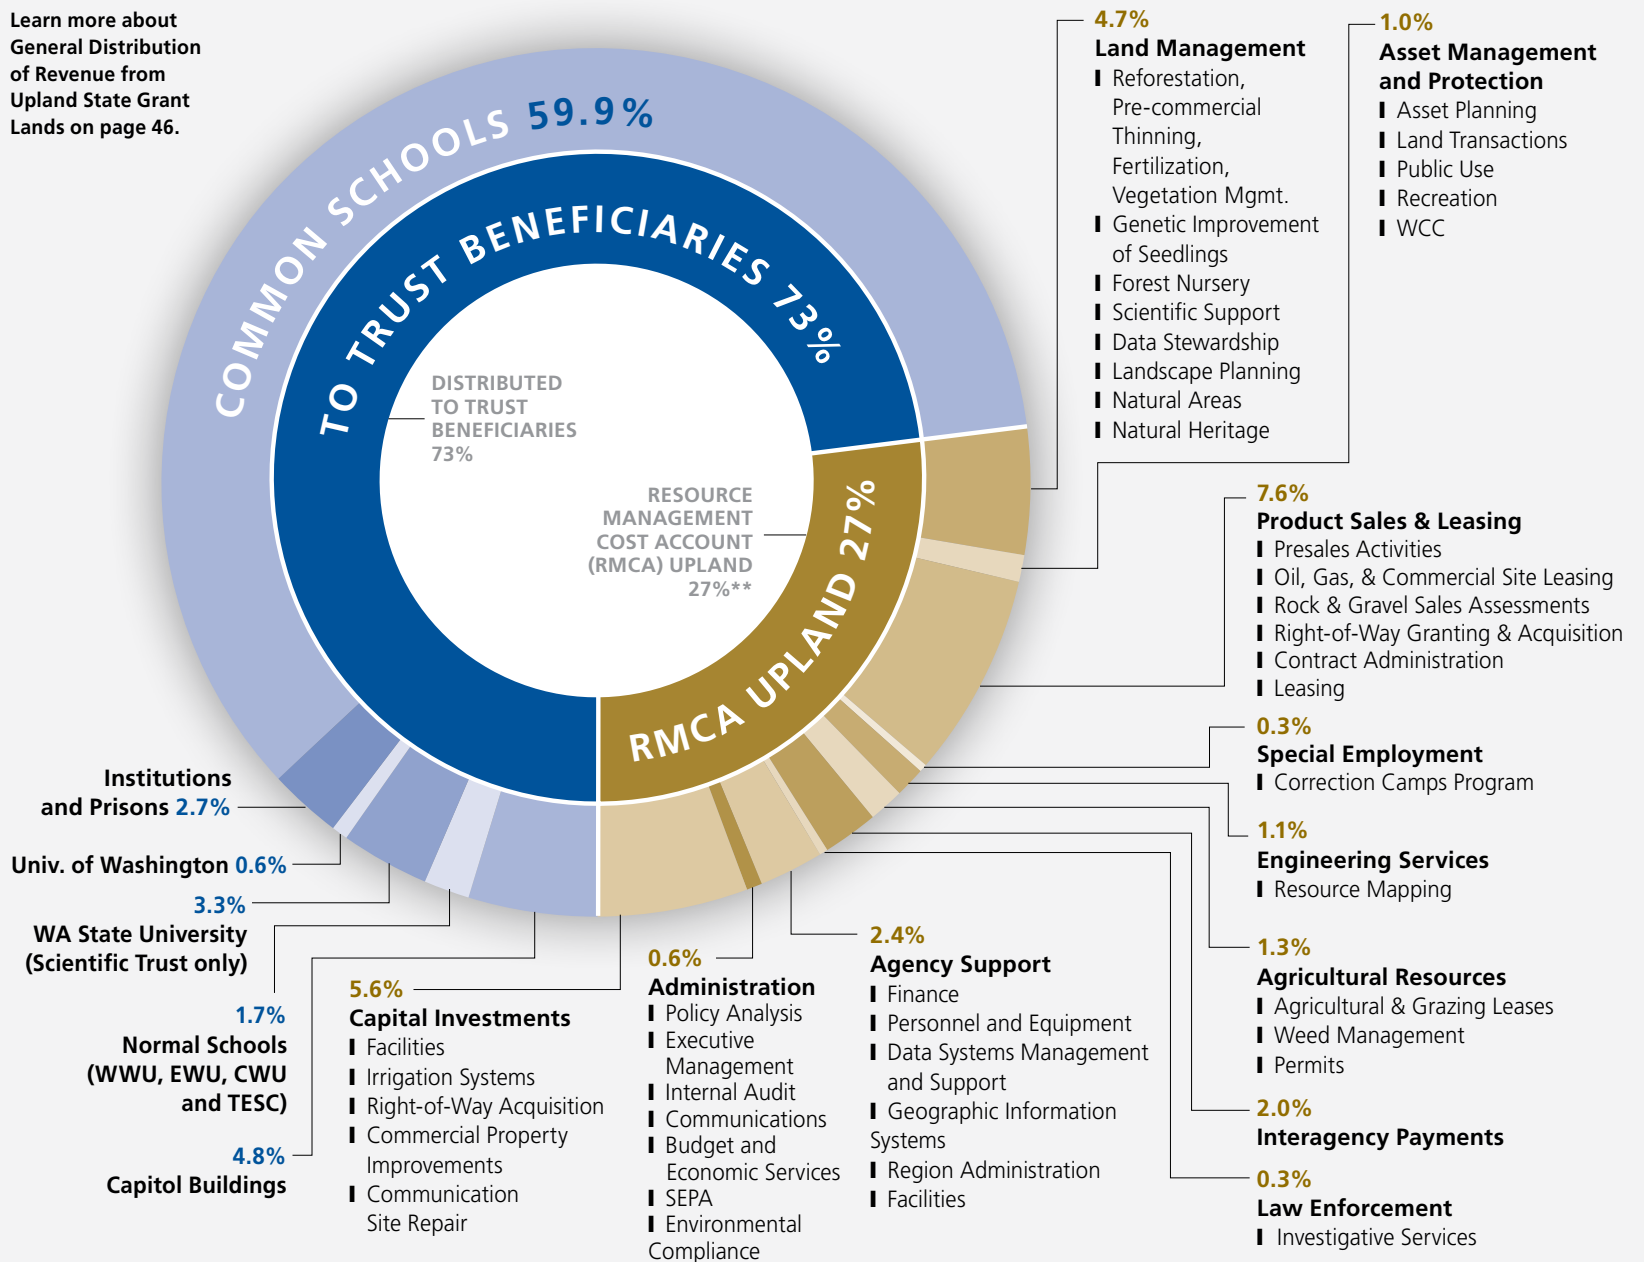 Learn more about
General Distribution
of Revenue from
Upland State Grant
Lands on page 46.
COMMON SCHOOLS 59.9%
TO TRUST BENEFICIARIES 73%
DISTRIBUTED
TO TRUST
BENEFICIARIES
73%
RESOURCE
MANAGEMENT
COST ACCOUNT
(RMCA) UPLAND
27%**
RMCA UPLAND 27%
4.7%
Land Management
Reforestation,
Pre-commercial
Thinning,
Fertilization,
Vegetation Mgmt.
Genetic Improvement
of Seedlings
Forest Nursery
Scientific Support
Data Stewardship
Landscape Planning
Natural Areas
Natural Heritage
1.0%
Asset Management
and Protection
Asset Planning
Land Transactions
Public Use
Recreation
WCC
7.6%
Product Sales & Leasing
Presales Activities
Oil, Gas, & Commercial Site Leasing
Rock & Gravel Sales Assessments
Right-of-Way Granting & Acquisition
Contract Administration
Leasing
0.3%
Special Employment
Correction Camps Program
1.1%
Engineering Services
Resource Mapping
1.3%
Agricultural Resources
Agricultural & Grazing Leases
Weed Management
Permits
2.0%
Interagency Payments
0.3%
Law Enforcement
Investigative Services
2.4%
Agency Support
Finance
Personnel and Equipment
Data Systems Management
and Support
Geographic Information
Systems
Region Administration
Facilities
0.6%
Administration
Policy Analysis
Executive
Management
Internal Audit
Communications
Budget and
Economic Services
SEPA
Environmental
Compliance
5.6%
Capital Investments
Facilities
Irrigation Systems
Right-of-Way Acquisition
Commercial Property
Improvements
Communication
Site Repair
Institutions
and Prisons 2.7%
Univ. of Washington 0.6%
3.3%
WA State University
(Scientific Trust only)
1.7%
Normal Schools
(WWU, EWU, CWU
and TESC)
4.8%
Capitol Buildings